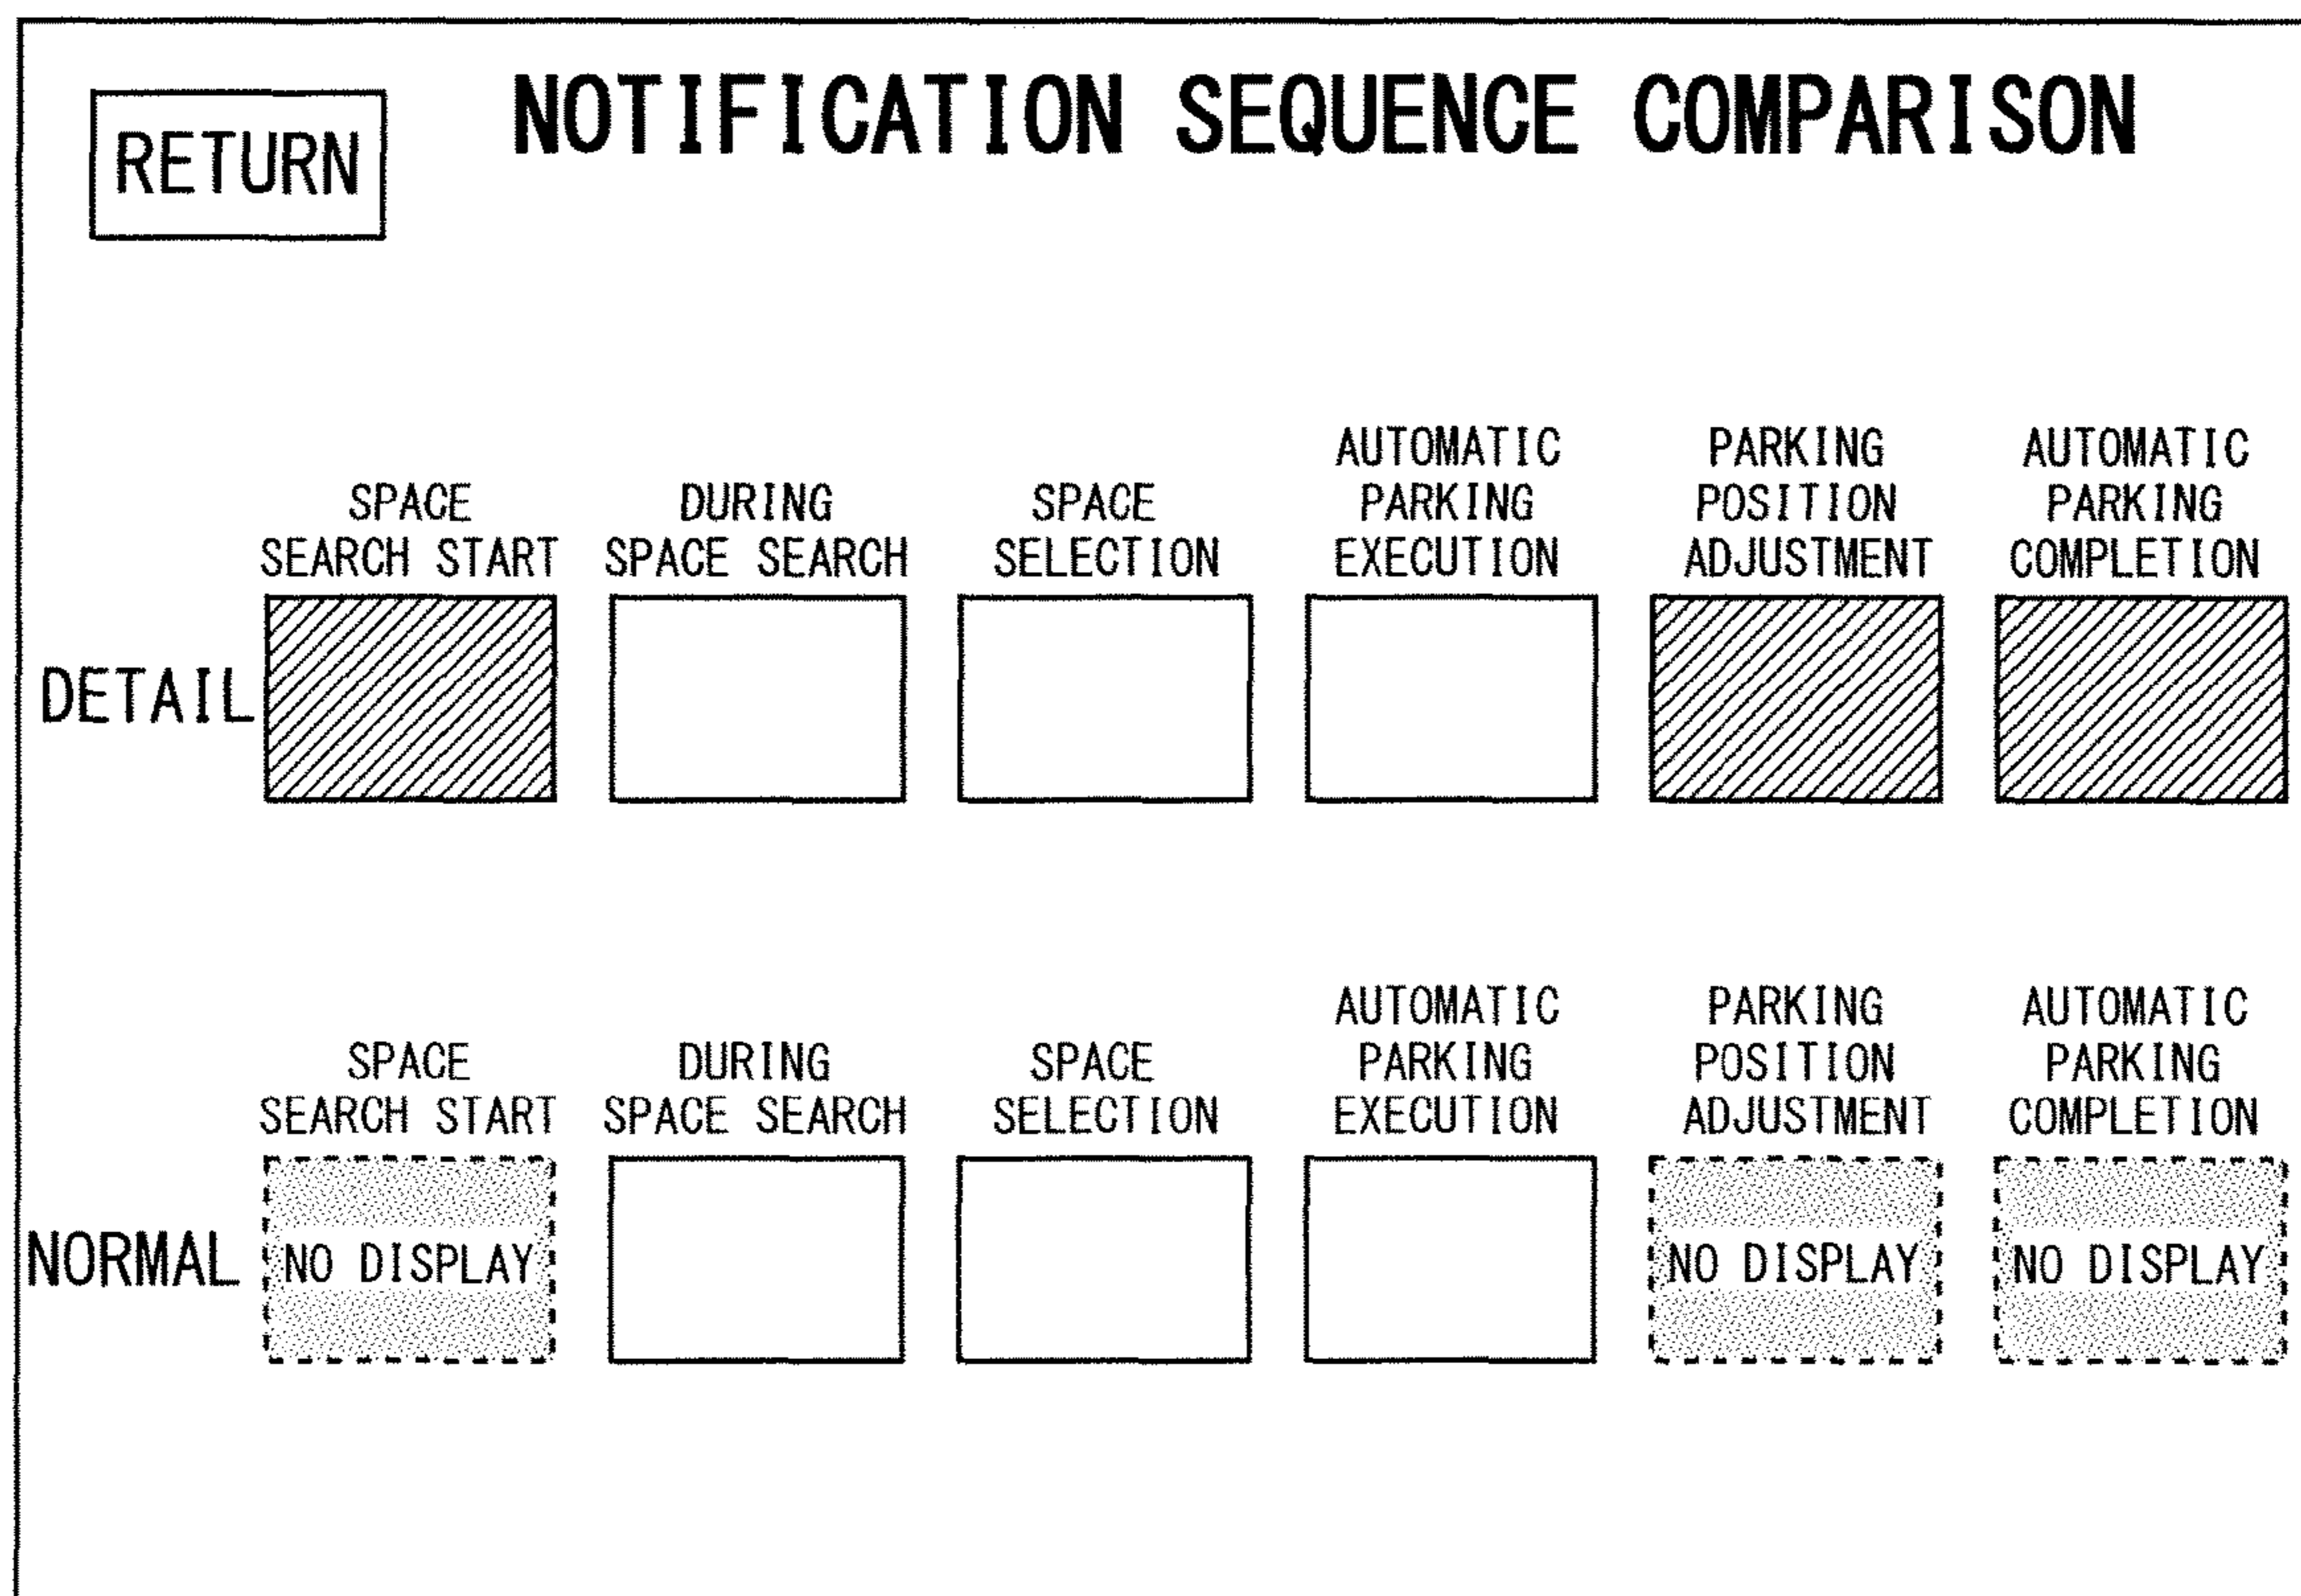 RETURN
NOTIFICATION SEQUENCE COMPARISON
SPACE
SEARCH START
DURING
SPACE SEARCH
SPACE
SELECTION
AUTOMATIC
PARKING
EXECUTION
PARKING
POSITION
ADJUSTMENT
AUTOMATIC
PARKING
COMPLETION
DETAIL
SPACE
SEARCH START
DURING
SPACE SEARCH
SPACE
SELECTION
AUTOMATIC
PARKING
EXECUTION
PARKING
POSITION
ADJUSTMENT
AUTOMATIC
PARKING
COMPLETION
NORMAL
NO DISPLAY
NO DISPLAY
NO DISPLAY